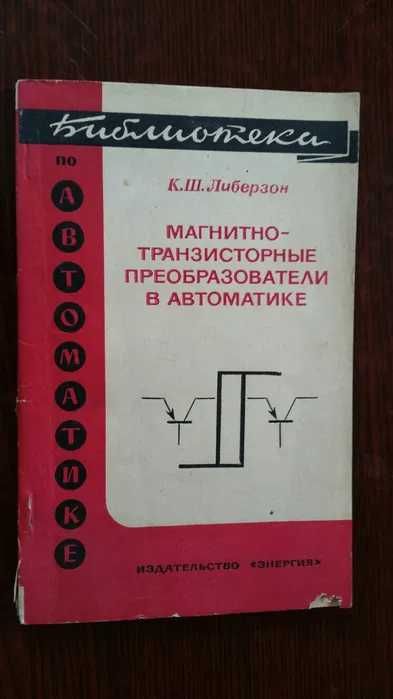 Библиотека
по
АВТОМАТИКЕ
К.Ш.Либерзон
МАГНИТНО-
ТРАНЗИСТОРНЫЕ
ПРЕОБРАЗОВАТЕЛИ
В АВТОМАТИКЕ
ИЗДАТЕЛЬСТВО «ЭНЕРГИЯ»